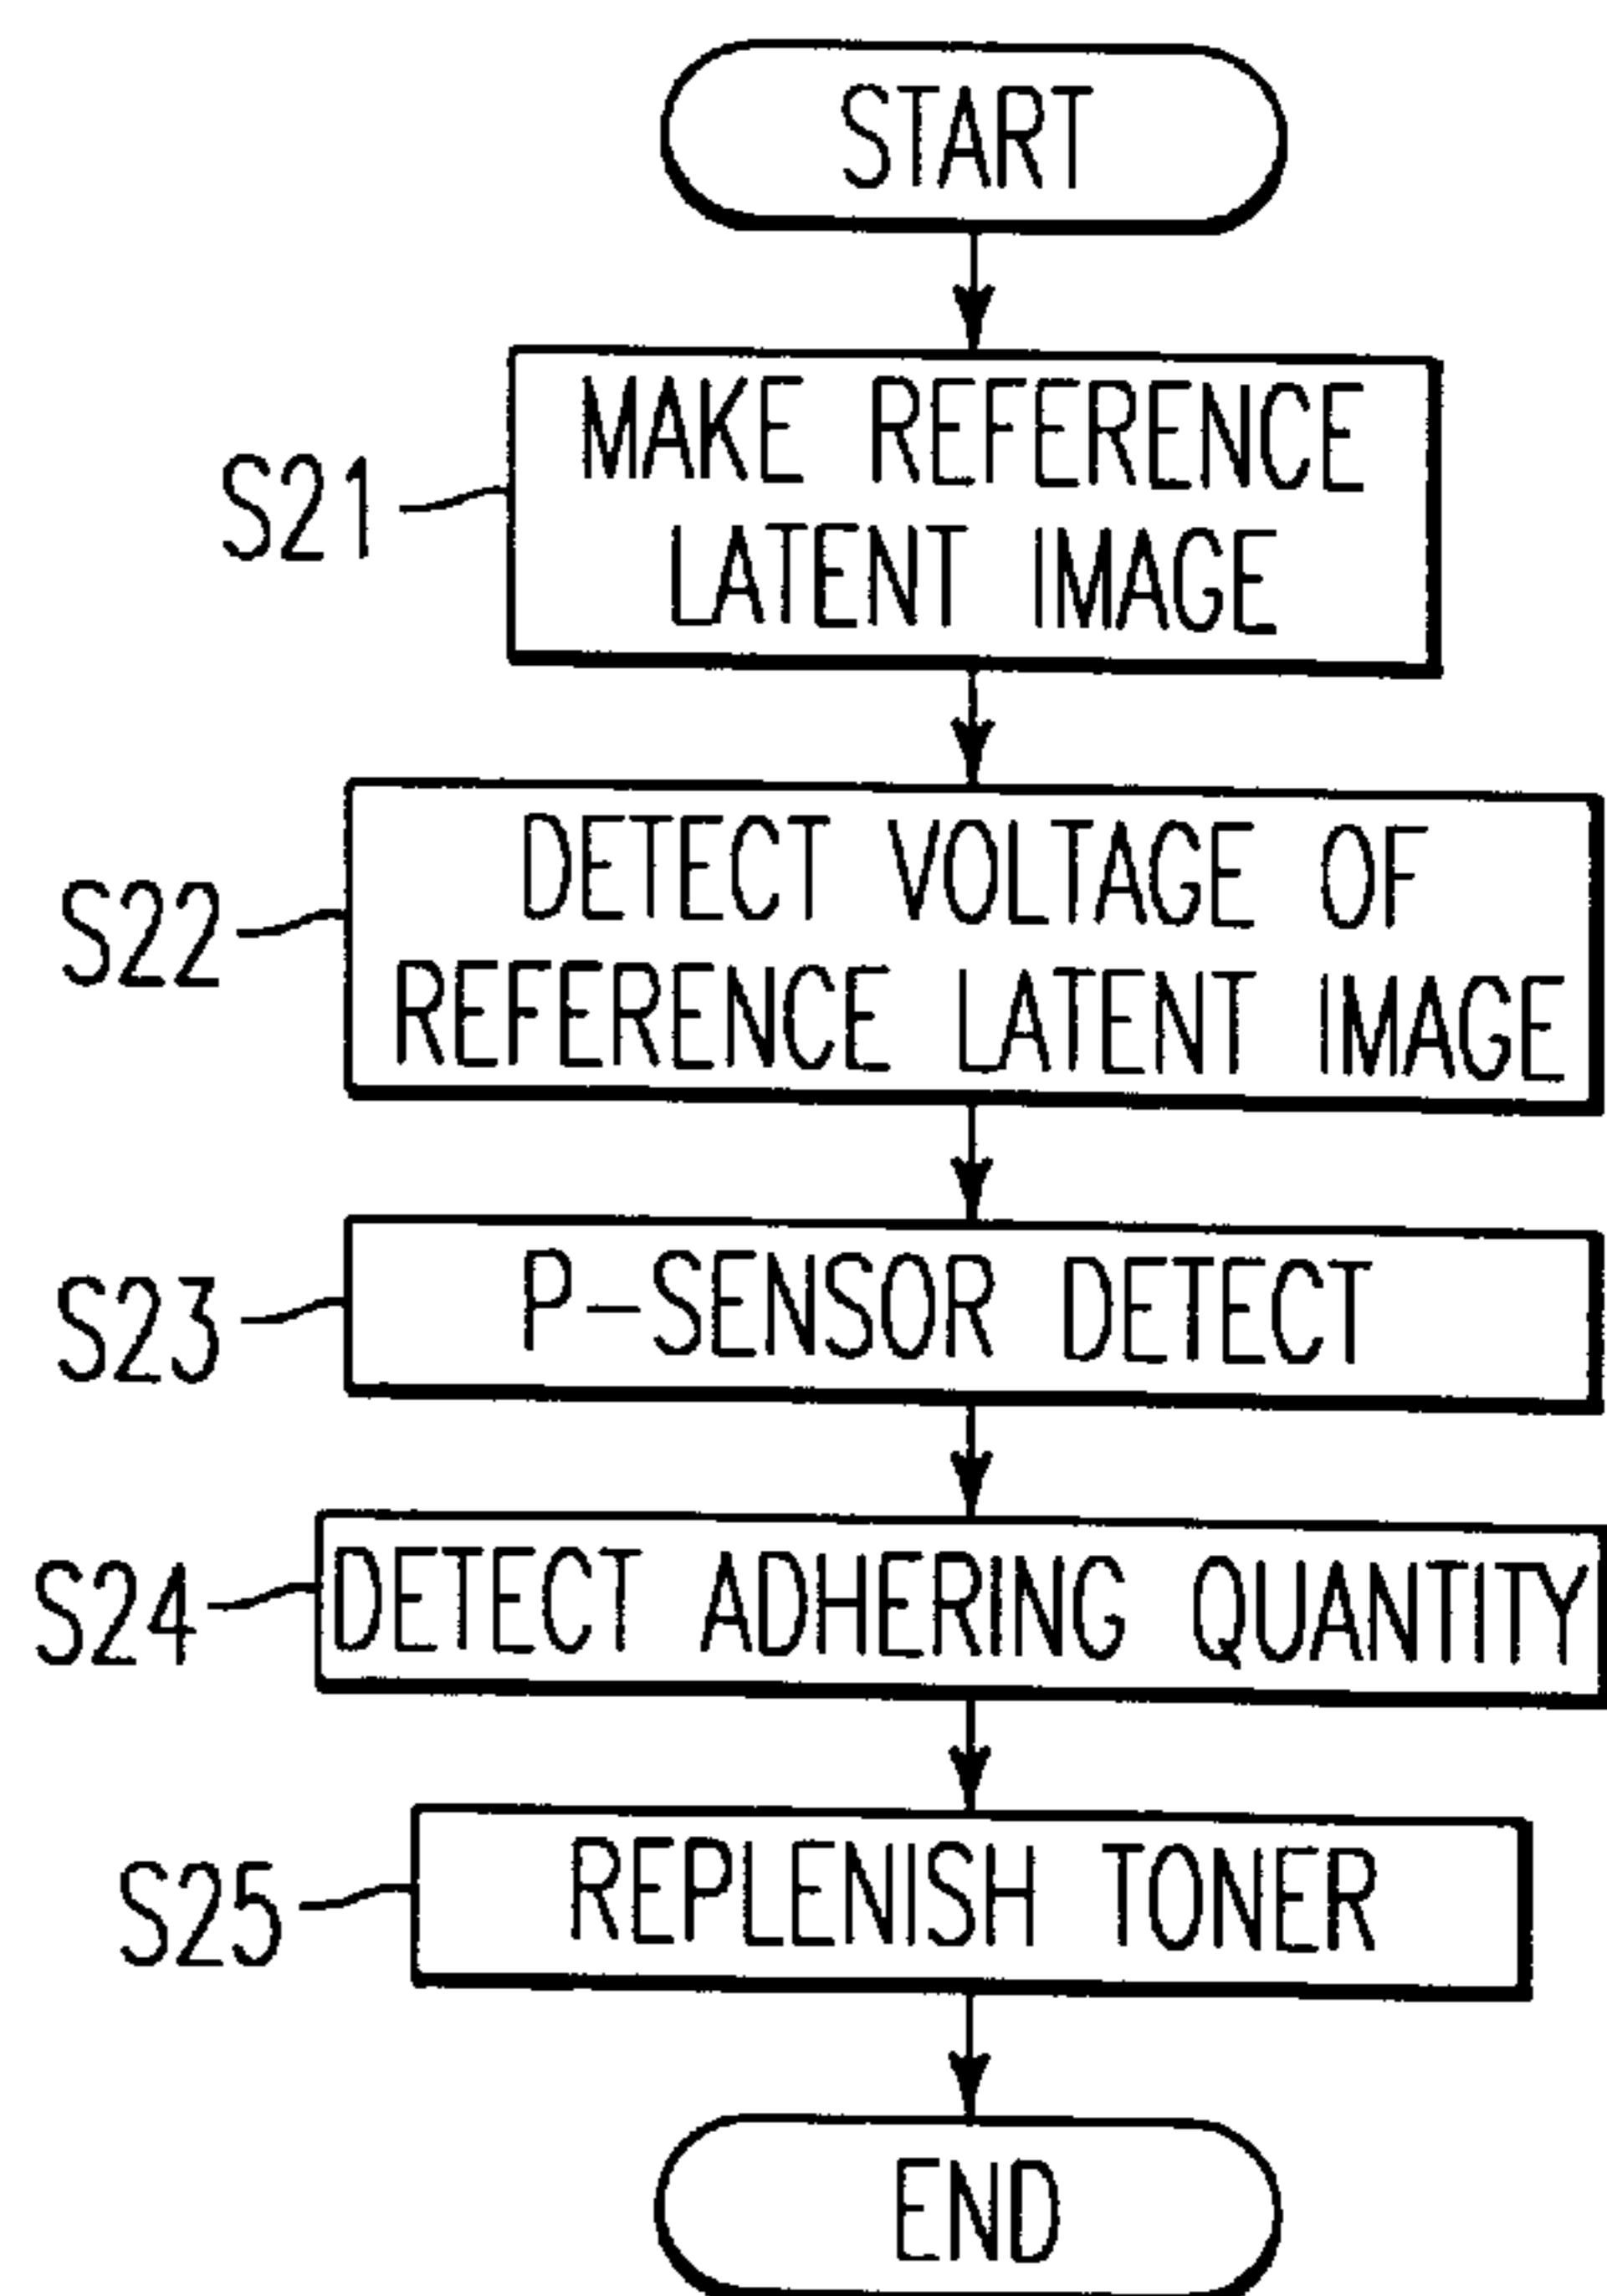 START
S21
MAKE REFERENCE
LATENT IMAGE
S22
DETECT VOLTAGE OF
REFERENCE LATENT IMAGE
S23
P-SENSOR DETECT
S24
DETECT ADHERING QUANTITY
S25
REPLENISH TONER
END